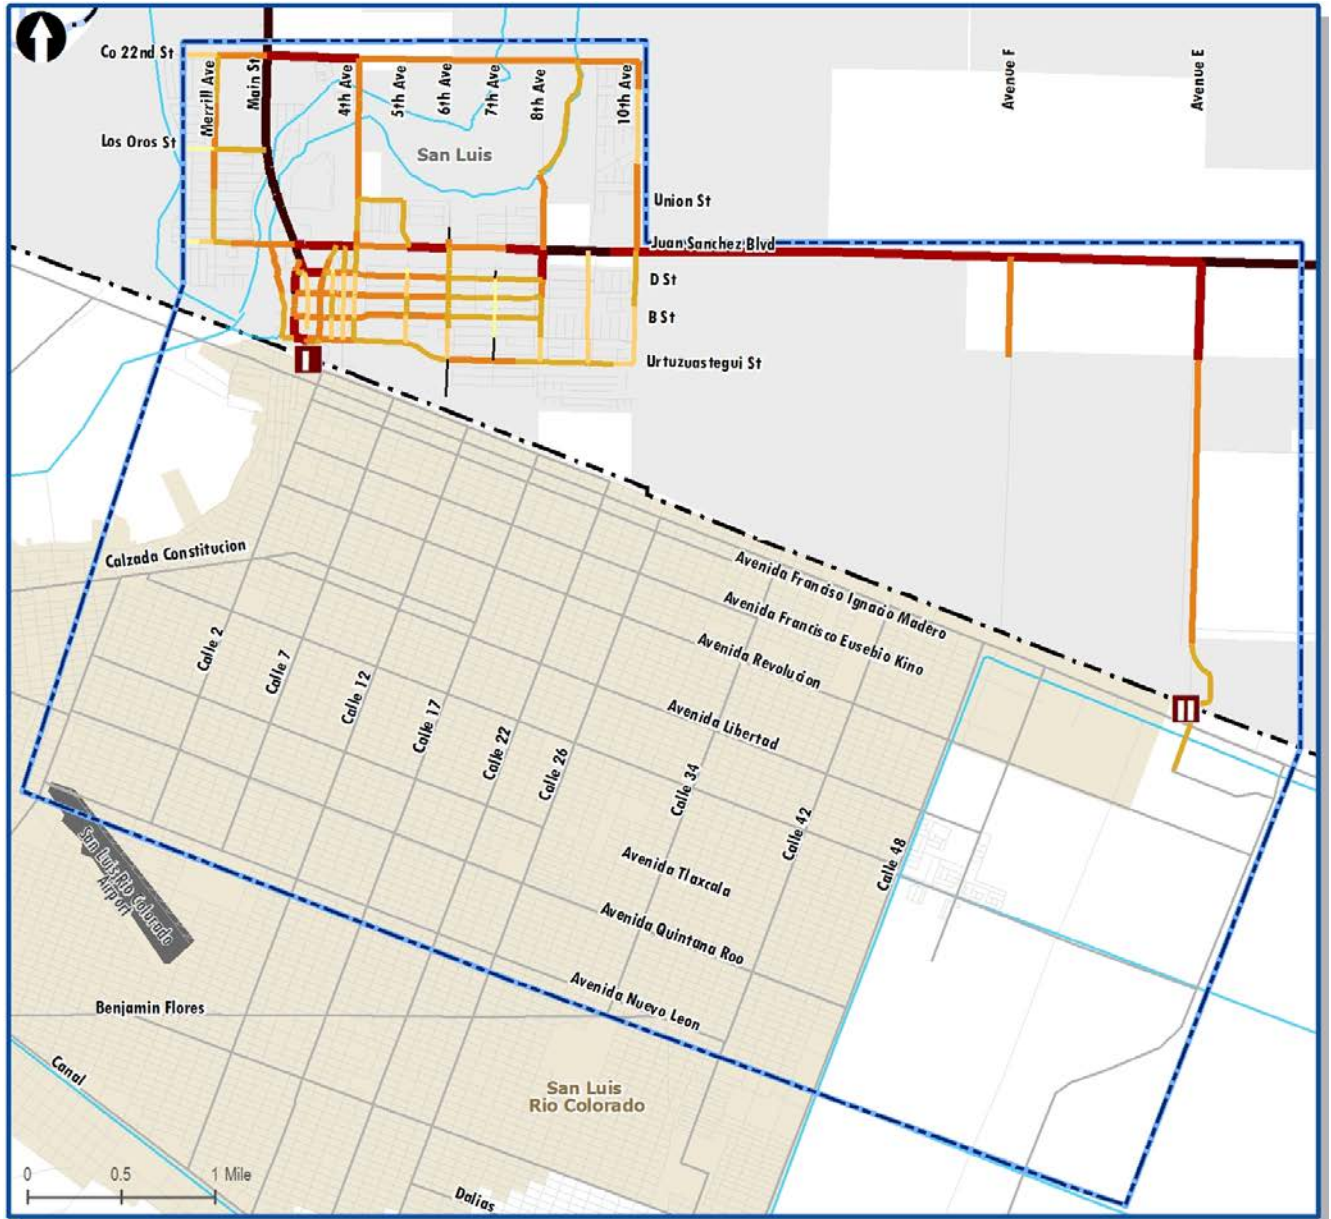 Co 22nd St
Merrill Ave
Main St
4th Ave
5th Ave
6th Ave
7th Ave
8th Ave
10th Ave
Avenue F
Avenue E
Los Oros St
San Luis
Union St
Juan Sanchez Blvd
D St
B St
Urtuzuastegui St
I
II
Calzada Constitucion
Avenida Franciso Ignacio Madero
Avenida Francisco Eusebio Kino
Avenida Revolucion
Avenida Libertad
Calle 2
Calle 7
Calle 12
Calle 17
Calle 22
Calle 26
Calle 34
Calle 42
Calle 48
San Luis Rio Colorado
Airport
Avenida Tlaxcala
Avenida Quintana Roo
Avenida Nuevo Leon
Benjamin Flores
Canal
San Luis
Rio Colorado
0 0.5 1 Mile
Dalias